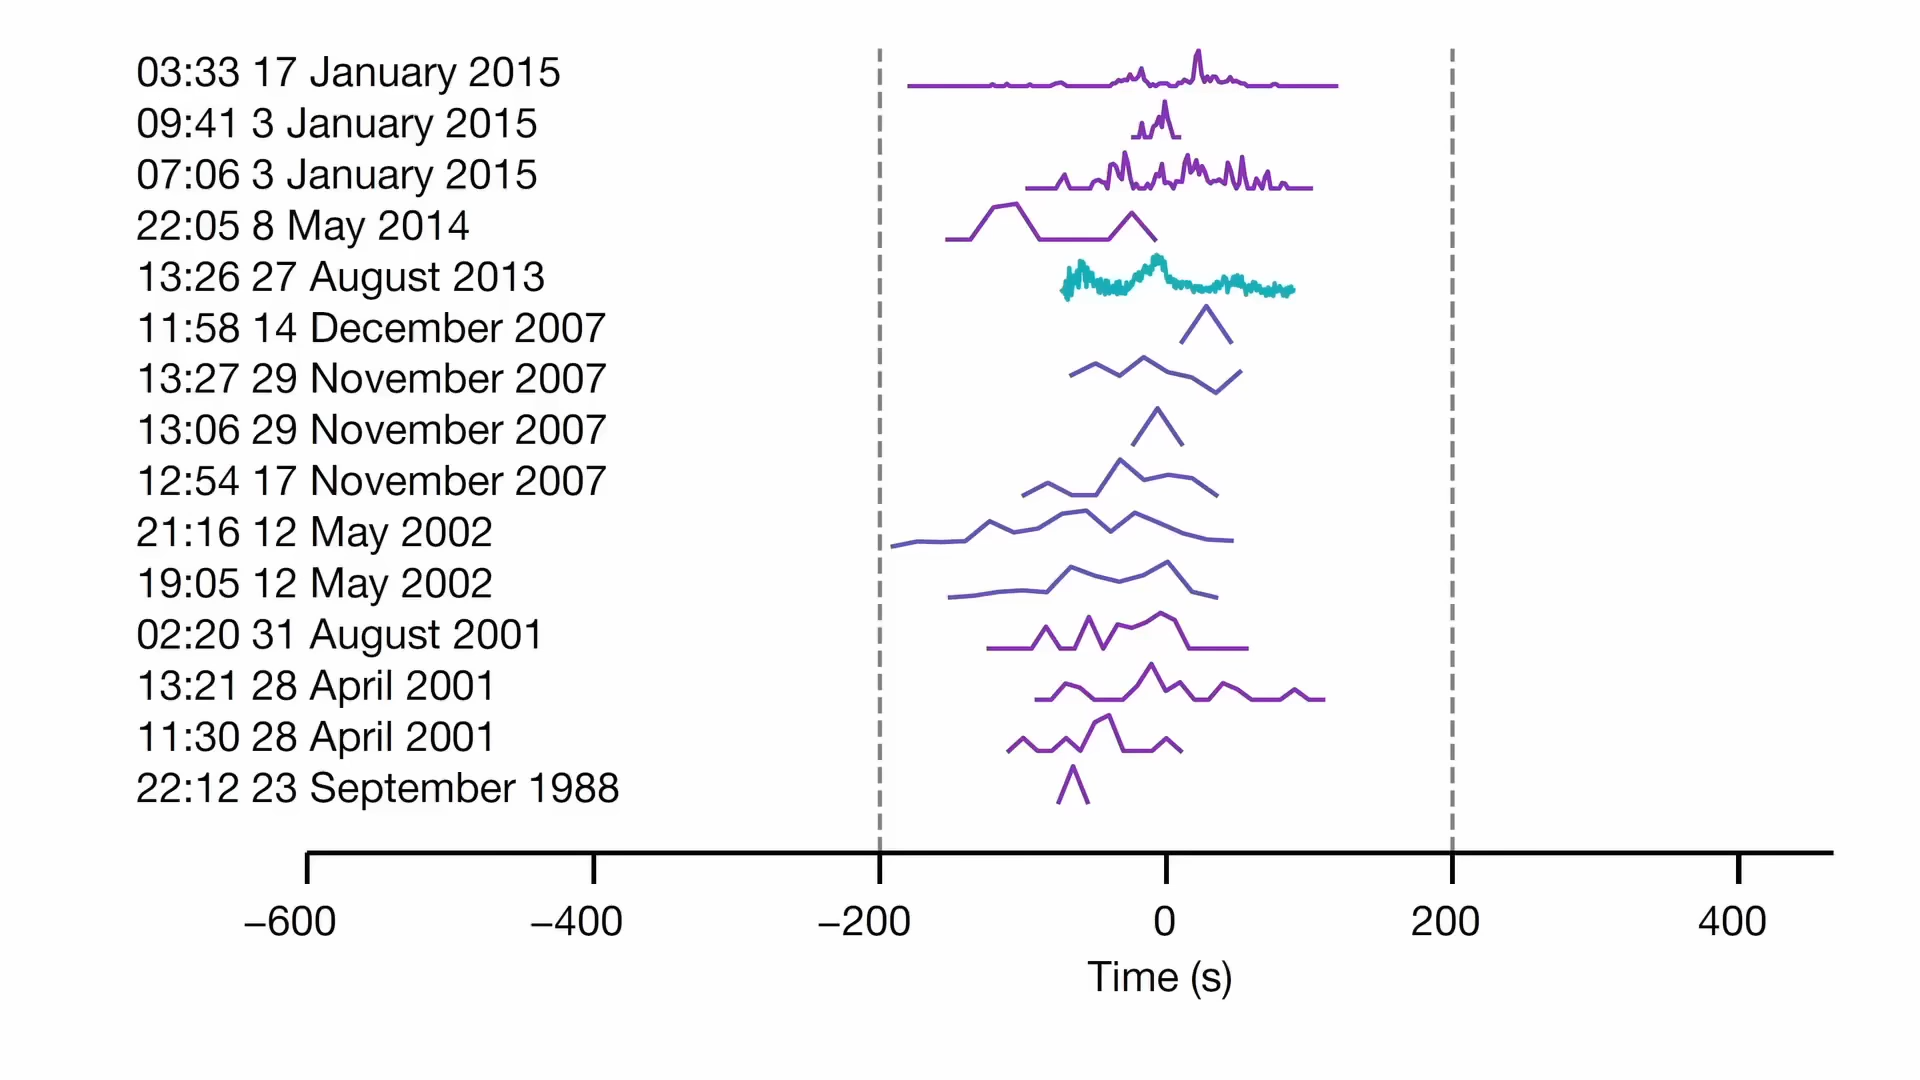 03:33 17 January 2015
09:41 3 January 2015
07:06 3 January 2015
22:05 8 May 2014
13:26 27 August 2013
11:58 14 December 2007
13:27 29 November 2007
13:06 29 November 2007
12:54 17 November 2007
21:16 12 May 2002
19:05 12 May 2002
02:20 31 August 2001
13:21 28 April 2001
11:30 28 April 2001
22:12 23 September 1988
–600 –400 –200 0 200 400
Time (s)